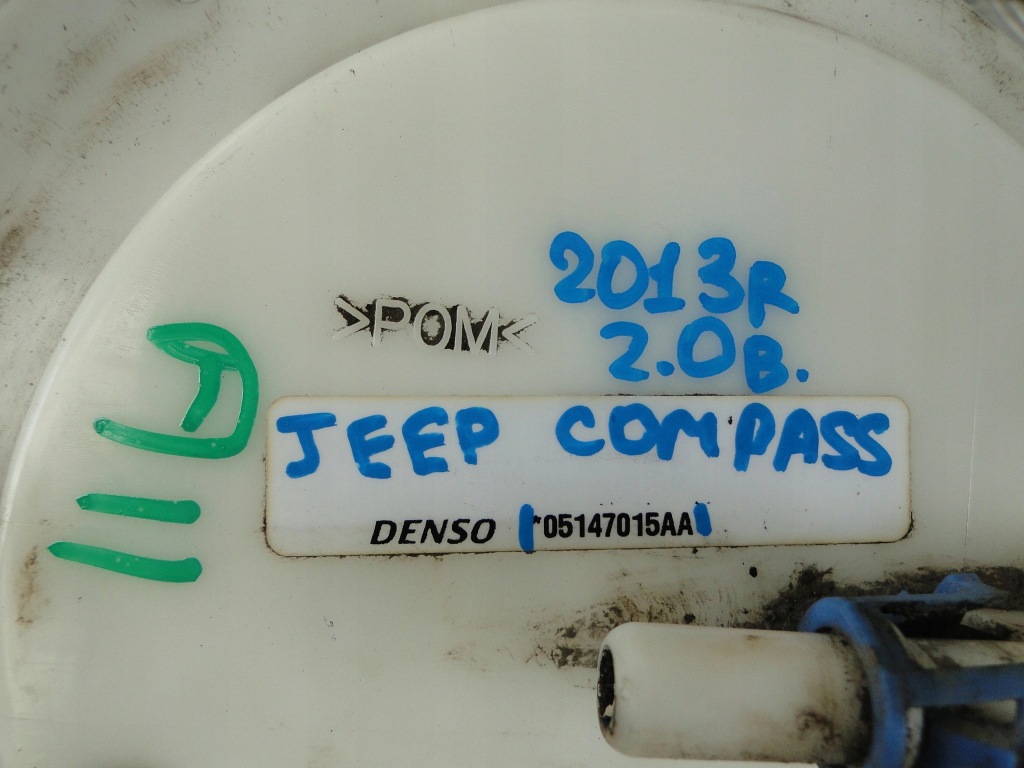 2013R
>POM<
2.0B.
JEEP COMPASS
DENSO *05147015AA